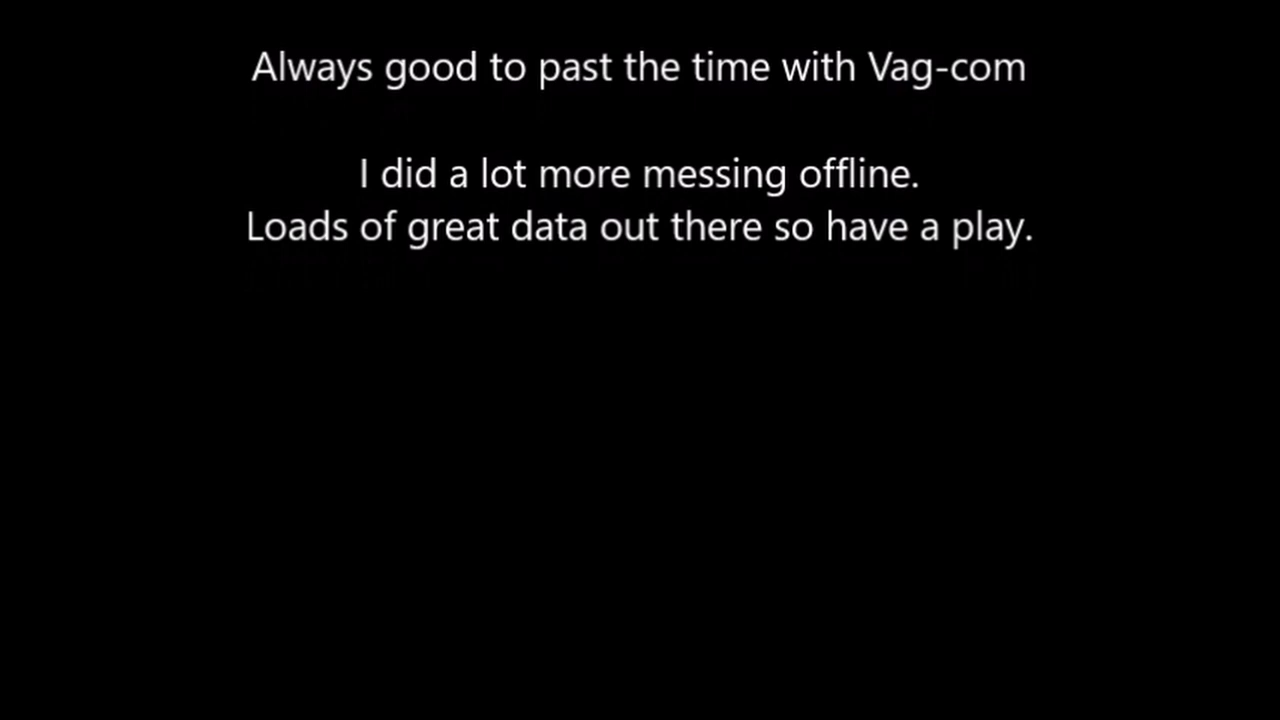 Always good to past the time with Vag-com
I did a lot more messing offline.
Loads of great data out there so have a play.